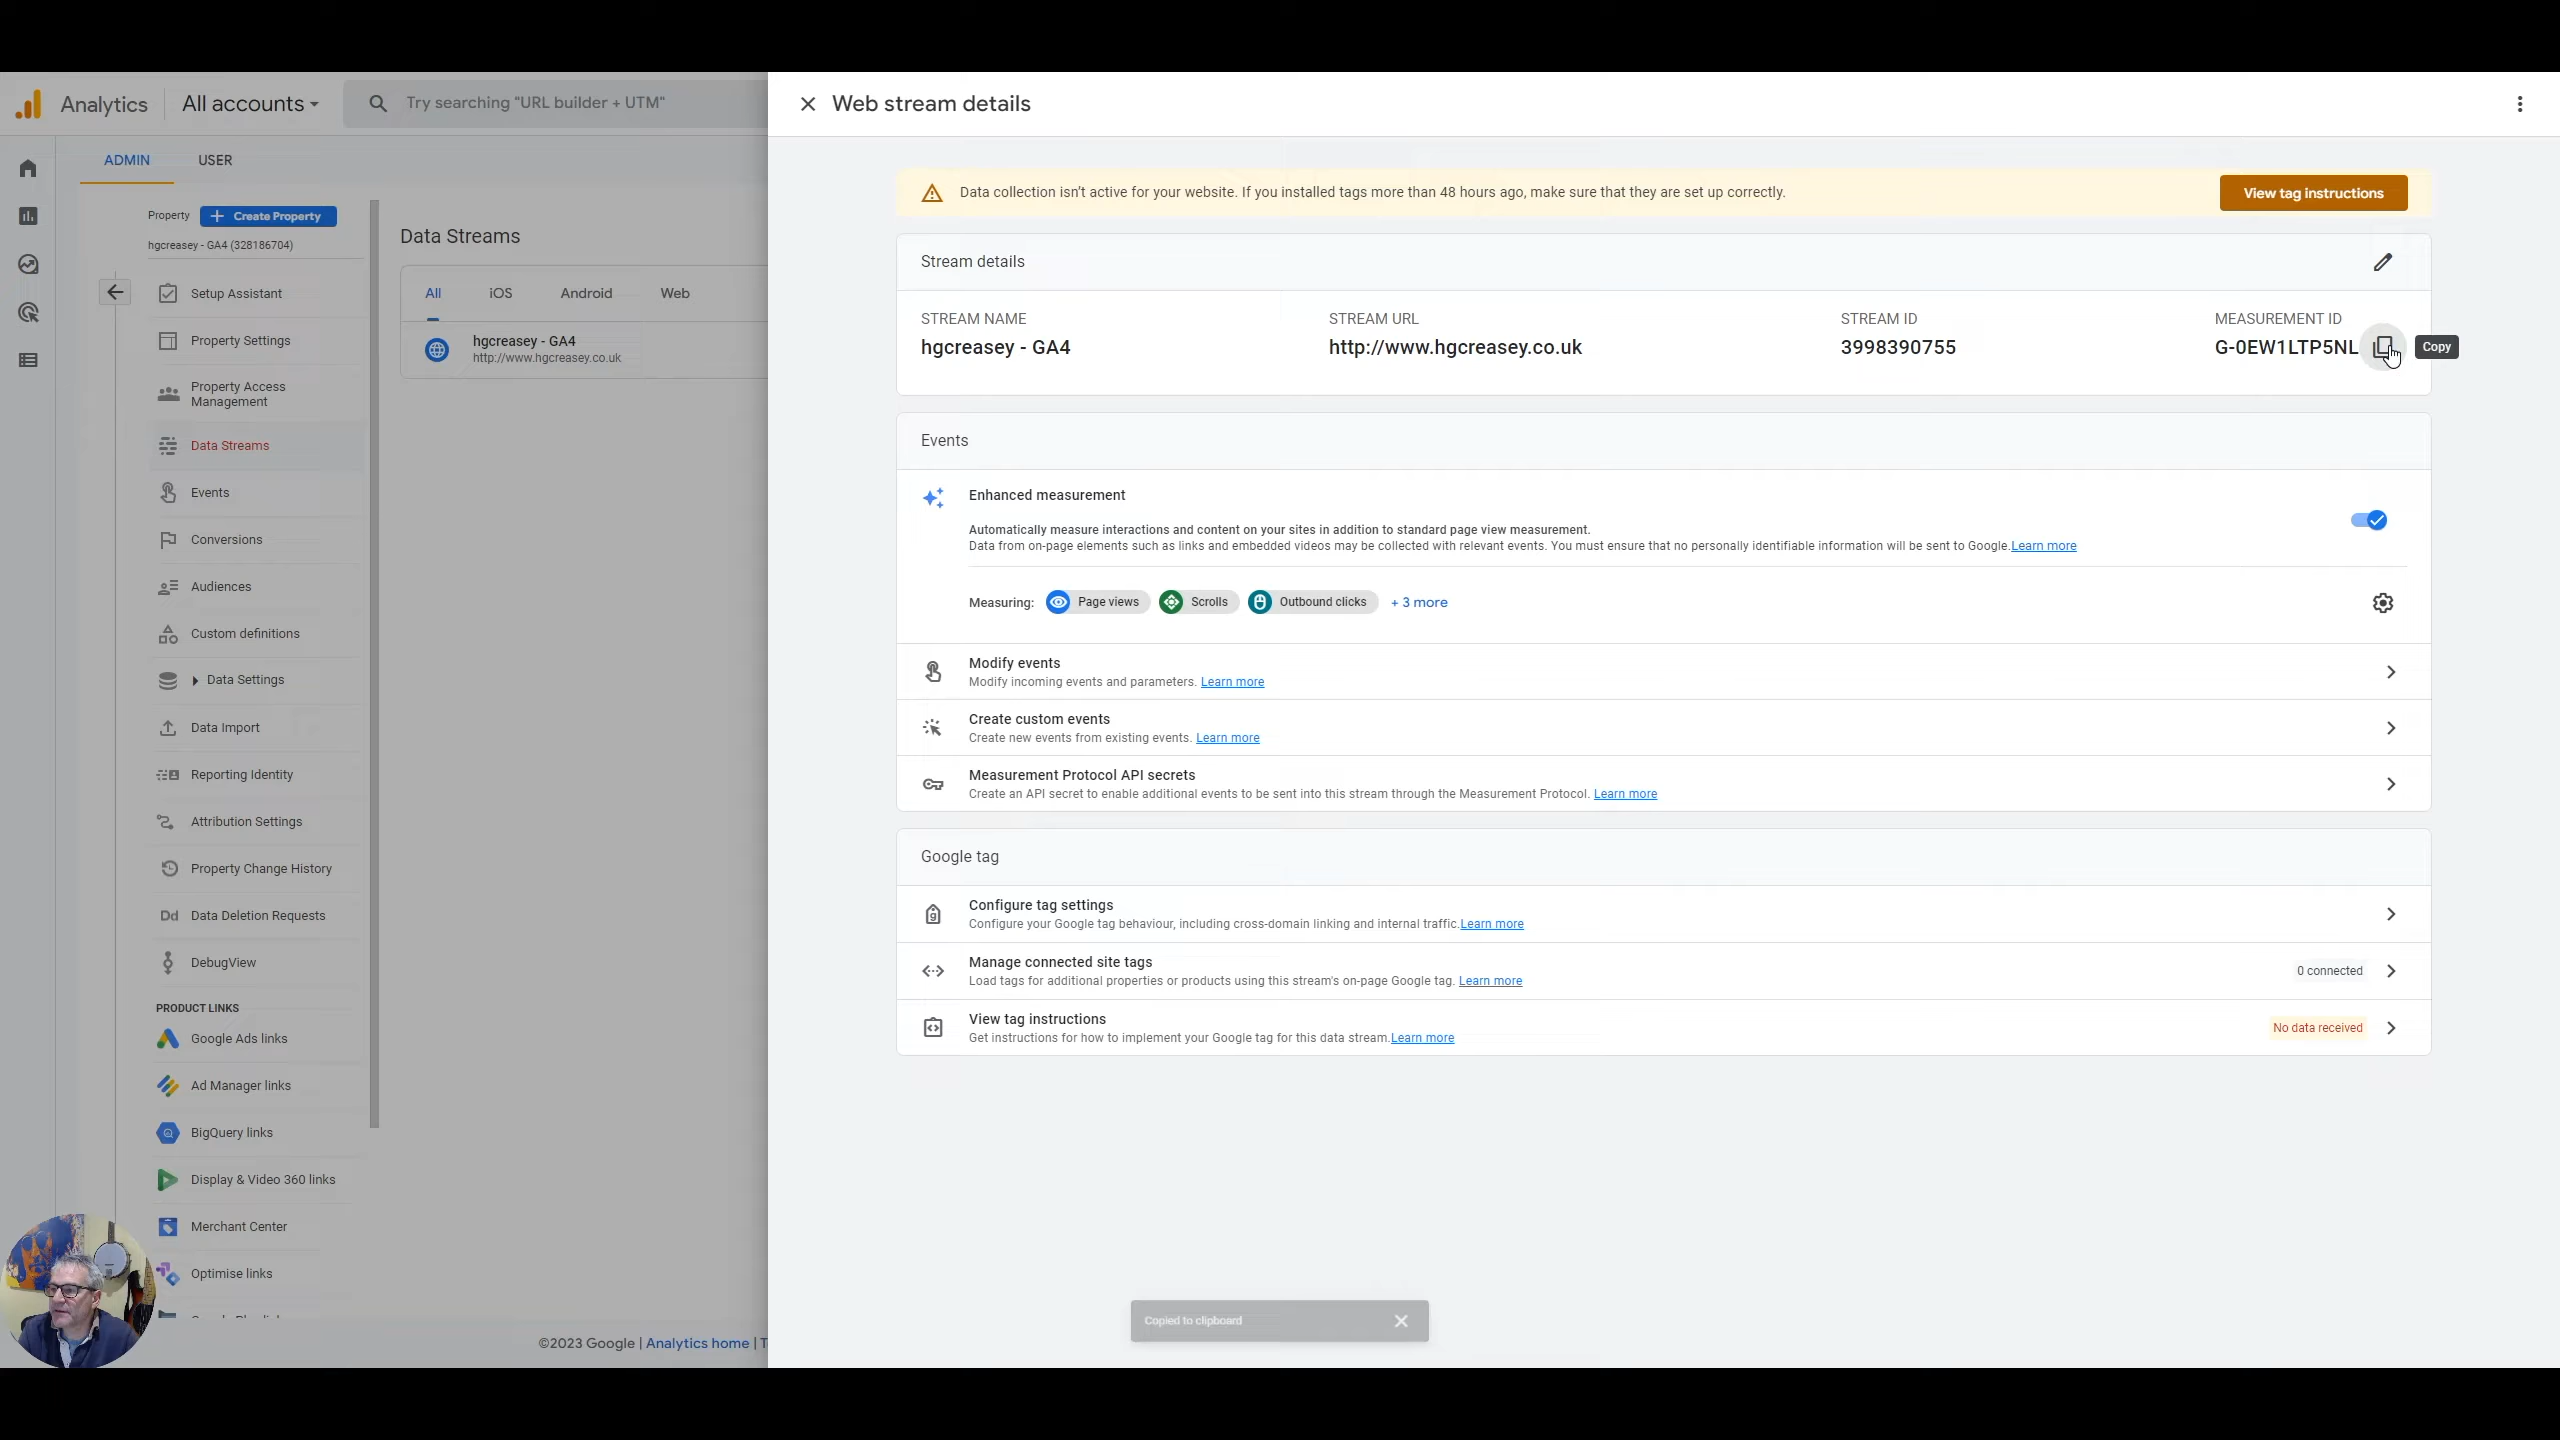 Analytics
All accounts
Try searching "URL builder + UTM"
ADMIN
USER
Property
Create Property
hgcreasey - GA4 (328186704)
Setup Assistant
Property Settings
Property Access
Management
Data Streams
Events
Conversions
Audiences
Custom definitions
Data Settings
Data Import
Reporting Identity
Attribution Settings
Property Change History
Dd Data Deletion Requests
DebugView
PRODUCT LINKS
Google Ads links
Ad Manager links
BigQuery links
Display & Video 360 links
Merchant Center
Optimise links
Data Streams
All
iOS
Android
Web
hgcreasey - GA4
http://www.hgcreasey.co.uk
©2023 Google | Analytics home |
Web stream details
Data collection isn't active for your website. If you installed tags more than 48 hours ago, make sure that they are set up correctly.
View tag instructions
Stream details
STREAM NAME
hgcreasey - GA4
STREAM URL
http://www.hgcreasey.co.uk
STREAM ID
3998390755
MEASUREMENT ID
G-0EW1LTP5NL
Copy
Events
Enhanced measurement
Automatically measure interactions and content on your sites in addition to standard page view measurement.
Data from on-page elements such as links and embedded videos may be collected with relevant events. You must ensure that no personally identifiable information will be sent to Google.Learn more
Measuring:
Page views
Scrolls
Outbound clicks
+ 3 more
Modify events
Modify incoming events and parameters. Learn more
Create custom events
Create new events from existing events. Learn more
Measurement Protocol API secrets
Create an API secret to enable additional events to be sent into this stream through the Measurement Protocol. Learn more
Google tag
Configure tag settings
Configure your Google tag behaviour, including cross-domain linking and internal traffic.Learn more
Manage connected site tags
Load tags for additional properties or products using this stream's on-page Google tag. Learn more
0 connected
View tag instructions
Get instructions for how to implement your Google tag for this data stream.Learn more
No data received
Copied to clipboard